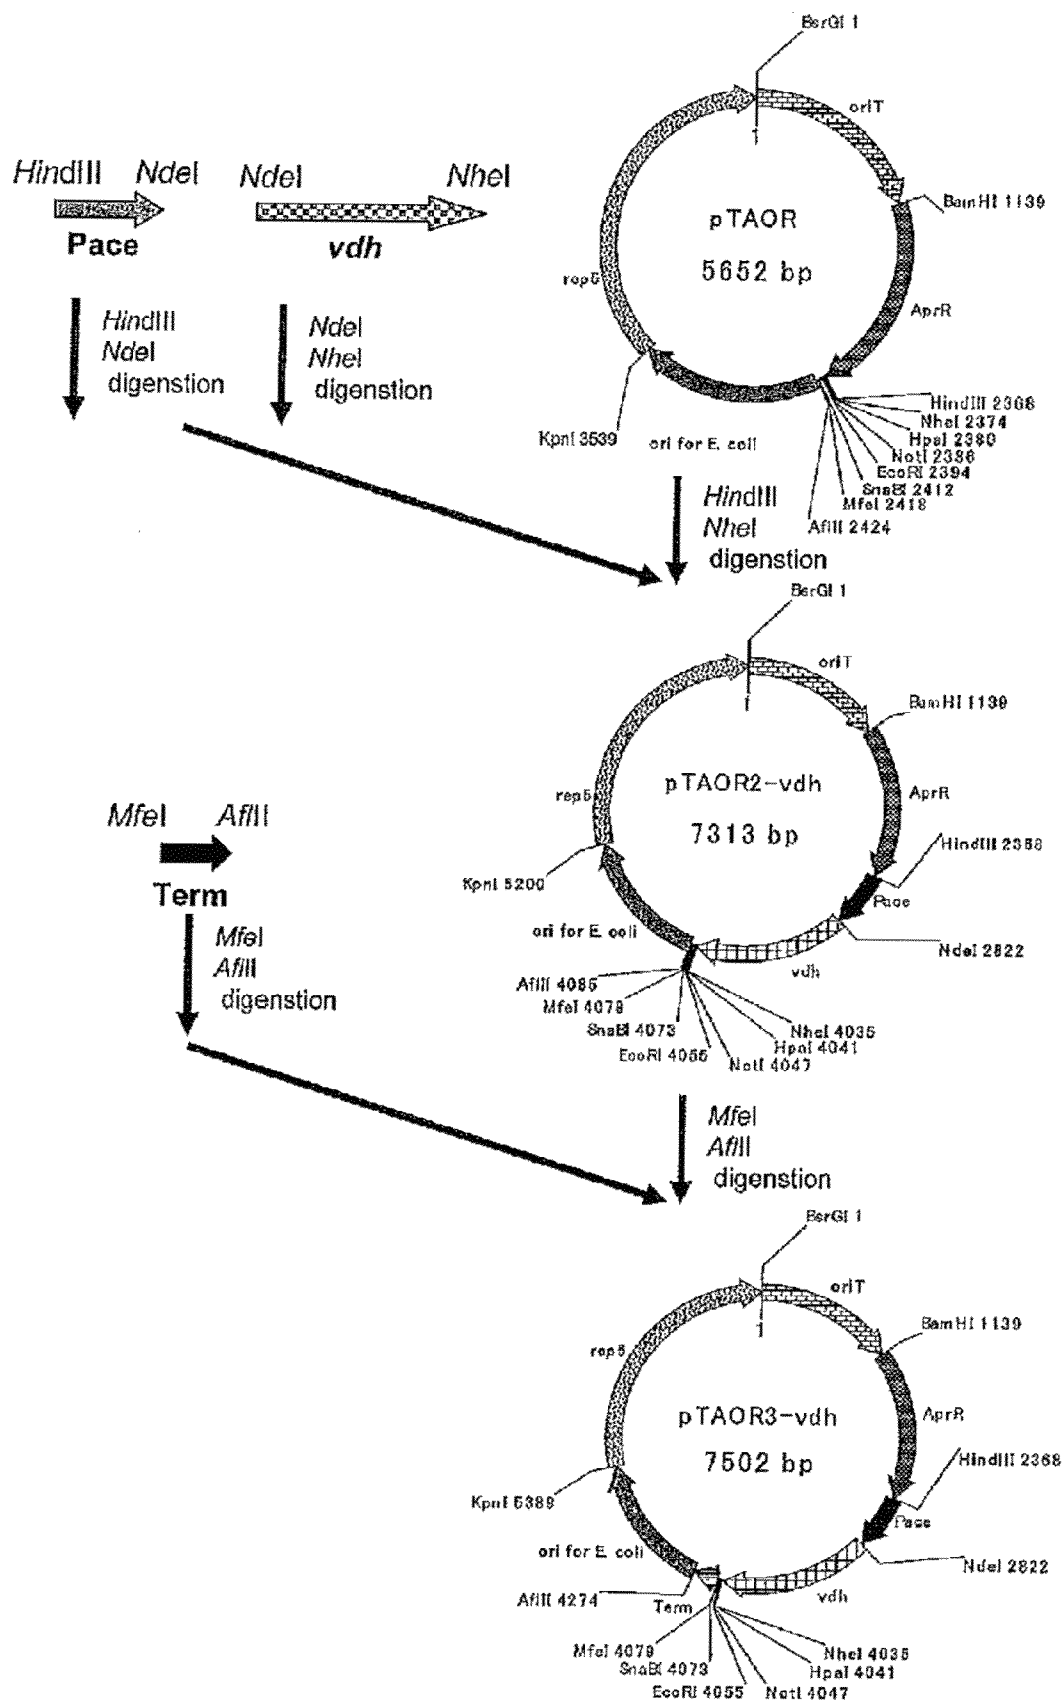 BsrGI 1
oriT
BamHI 1139
AprR
HindIII 2368
NheI 2374
HpaI 2380
NotI 2386
EcoRI 2394
SnaBI 2412
MfeI 2418
AflII 2424
ori for E. coli
KpnI 3539
rep5
1
pTAOR
5652 bp
HindIII NdeI
Pace
NdeI NheI
vdh
HindIII
NdeI
digenstion
NdeI
NheI
digenstion
HindIII
NheI
digenstion
BsrGI 1
oriT
BamHI 1139
AprR
HindIII 2368
Pace
NdeI 2822
vdh
NheI 4035
HpaI 4041
NotI 4047
EcoRI 4055
SnaBI 4073
MfeI 4079
AflII 4085
ori for E. coli
KpnI 5200
rep5
1
pTAOR2-vdh
7313 bp
MfeI AflII
Term
MfeI
AflII
digenstion
MfeI
AflII
digenstion
BsrGI 1
oriT
BamHI 1139
AprR
HindIII 2368
Pace
NdeI 2822
vdh
NheI 4035
HpaI 4041
NotI 4047
EcoRI 4055
SnaBI 4073
MfeI 4079
Term
AflII 4274
ori for E. coli
KpnI 5389
rep5
1
pTAOR3-vdh
7502 bp